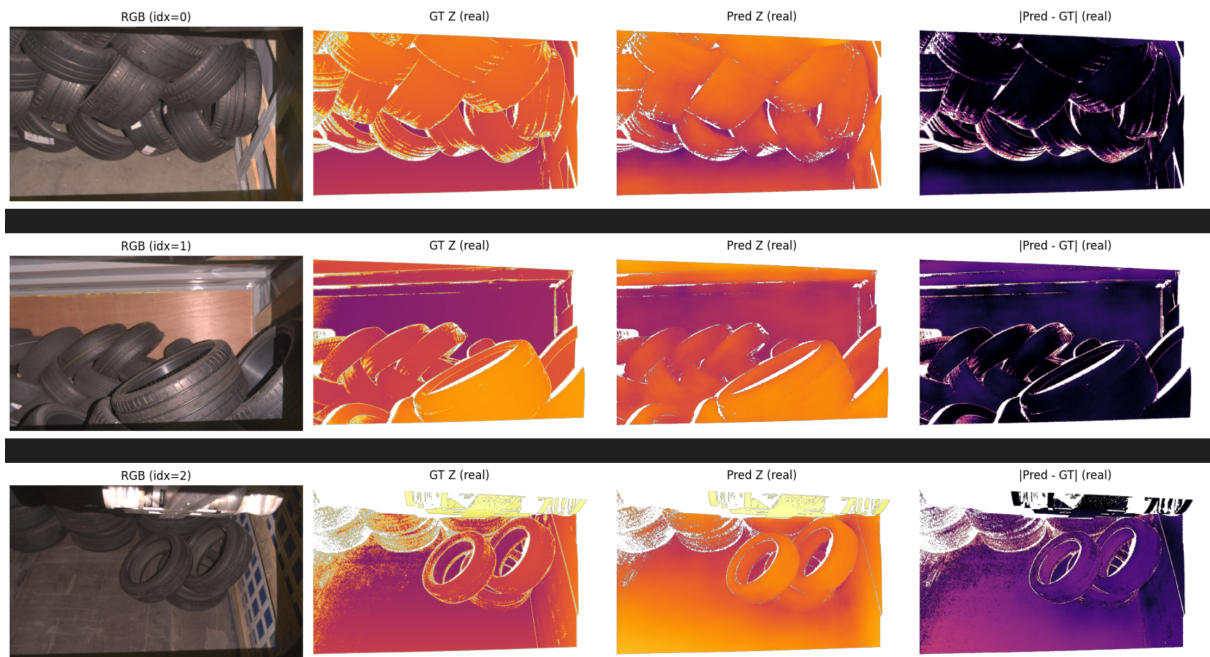 RGB (idx=0) GT Z (real) Pred Z (real) |Pred - GT| (real)
RGB (idx=1) GT Z (real) Pred Z (real) |Pred - GT| (real)
RGB (idx=2) GT Z (real) Pred Z (real) |Pred - GT| (real)